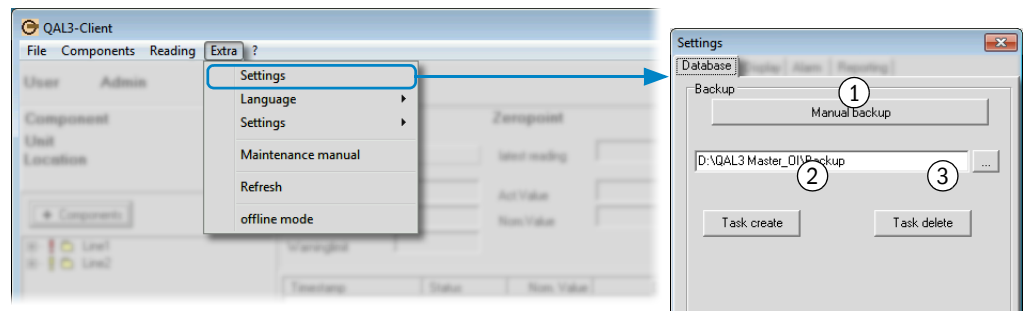 QAL3-Client
File Components Reading Extra ?
User Admin
Component
Unit
Location
Zeropoint
latest reading
Act.Value
Nom.Value
+ Components
Line1
Line2
Warninglimit
Timestamp Status Nom. Value
Settings
Language
Settings
Maintenance manual
Refresh
offline mode
Settings
Database Display Alarm Reporting
Backup
1
Manual backup
D:\QAL3 Master_OI\Backup
...
2
3
Task create Task delete